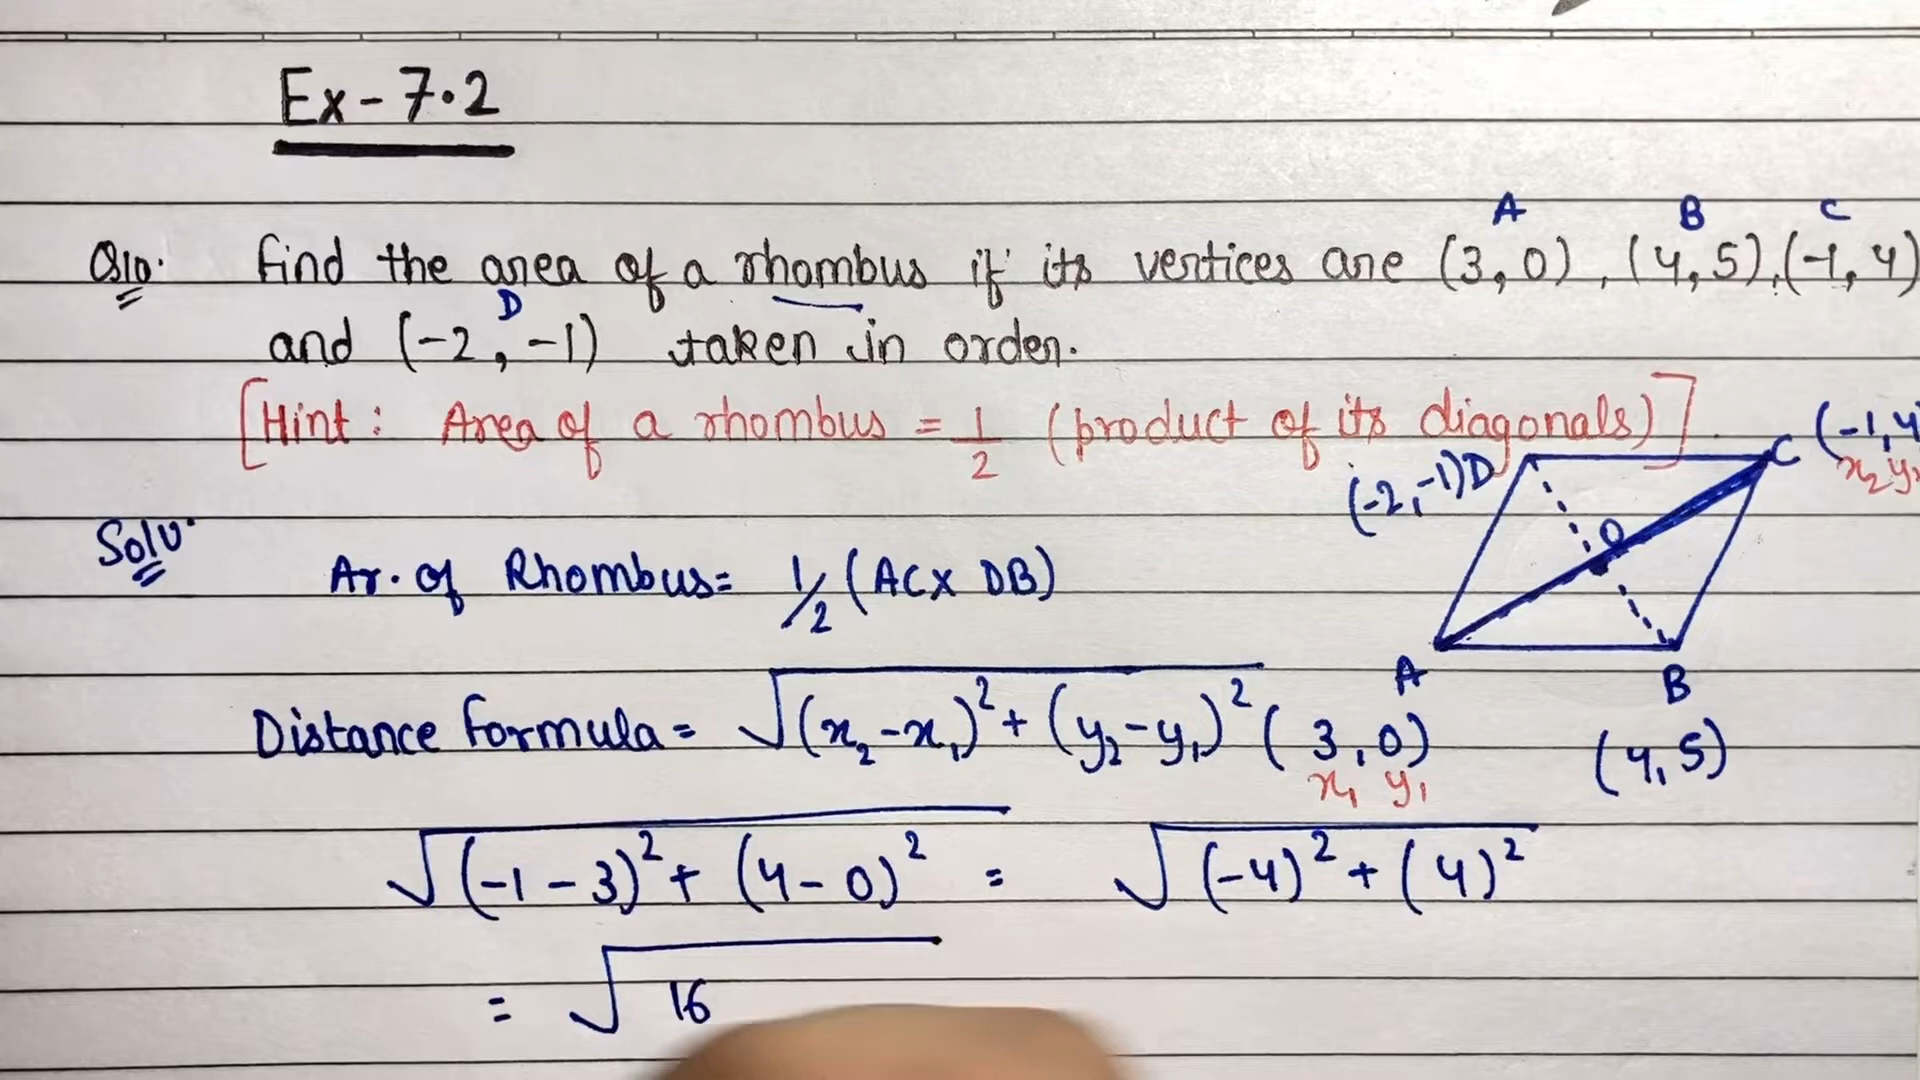 Ex-7.2
A B C
Q10. Find the area of a rhombus if its vertices are (3,0), (4,5), (-1,4)
D
and (-2,-1) taken in order.
[Hint: Area of a rhombus = 1/2 (product of its diagonals)]
C (-1,4
x₂ y₂
(-2,-1)D
O
Solu.
Ar. of Rhombus = 1/2 (AC x DB)
A B
Distance Formula = √(x₂-x₁)² + (y₂-y₁)² (3,0) (4,5)
x₁ y₁
√(-1-3)² + (4-0)² = √(-4)² + (4)²
= √16